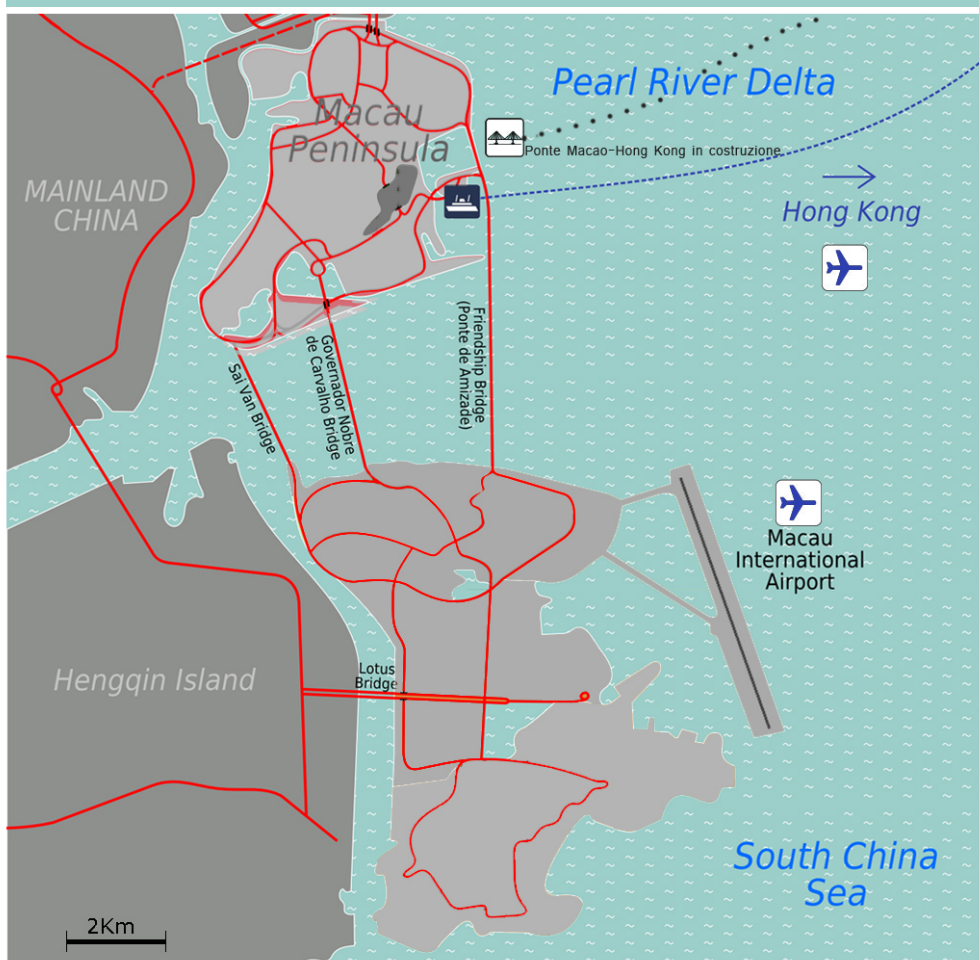 Pearl River Delta
Macau
Peninsula
Ponte Macao-Hong Kong in costruzione
MAINLAND
CHINA
Hong Kong
Friendship Bridge
(Ponte de Amizade)
Governador Nobre
de Carvalho Bridge
Sai Van Bridge
Macau
International
Airport
Lotus
Bridge
Hengqin Island
South China
Sea
2Km